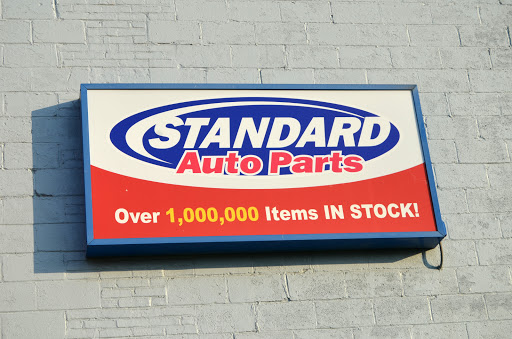 STANDARD
Auto Parts
Over 1,000,000 Items IN STOCK!